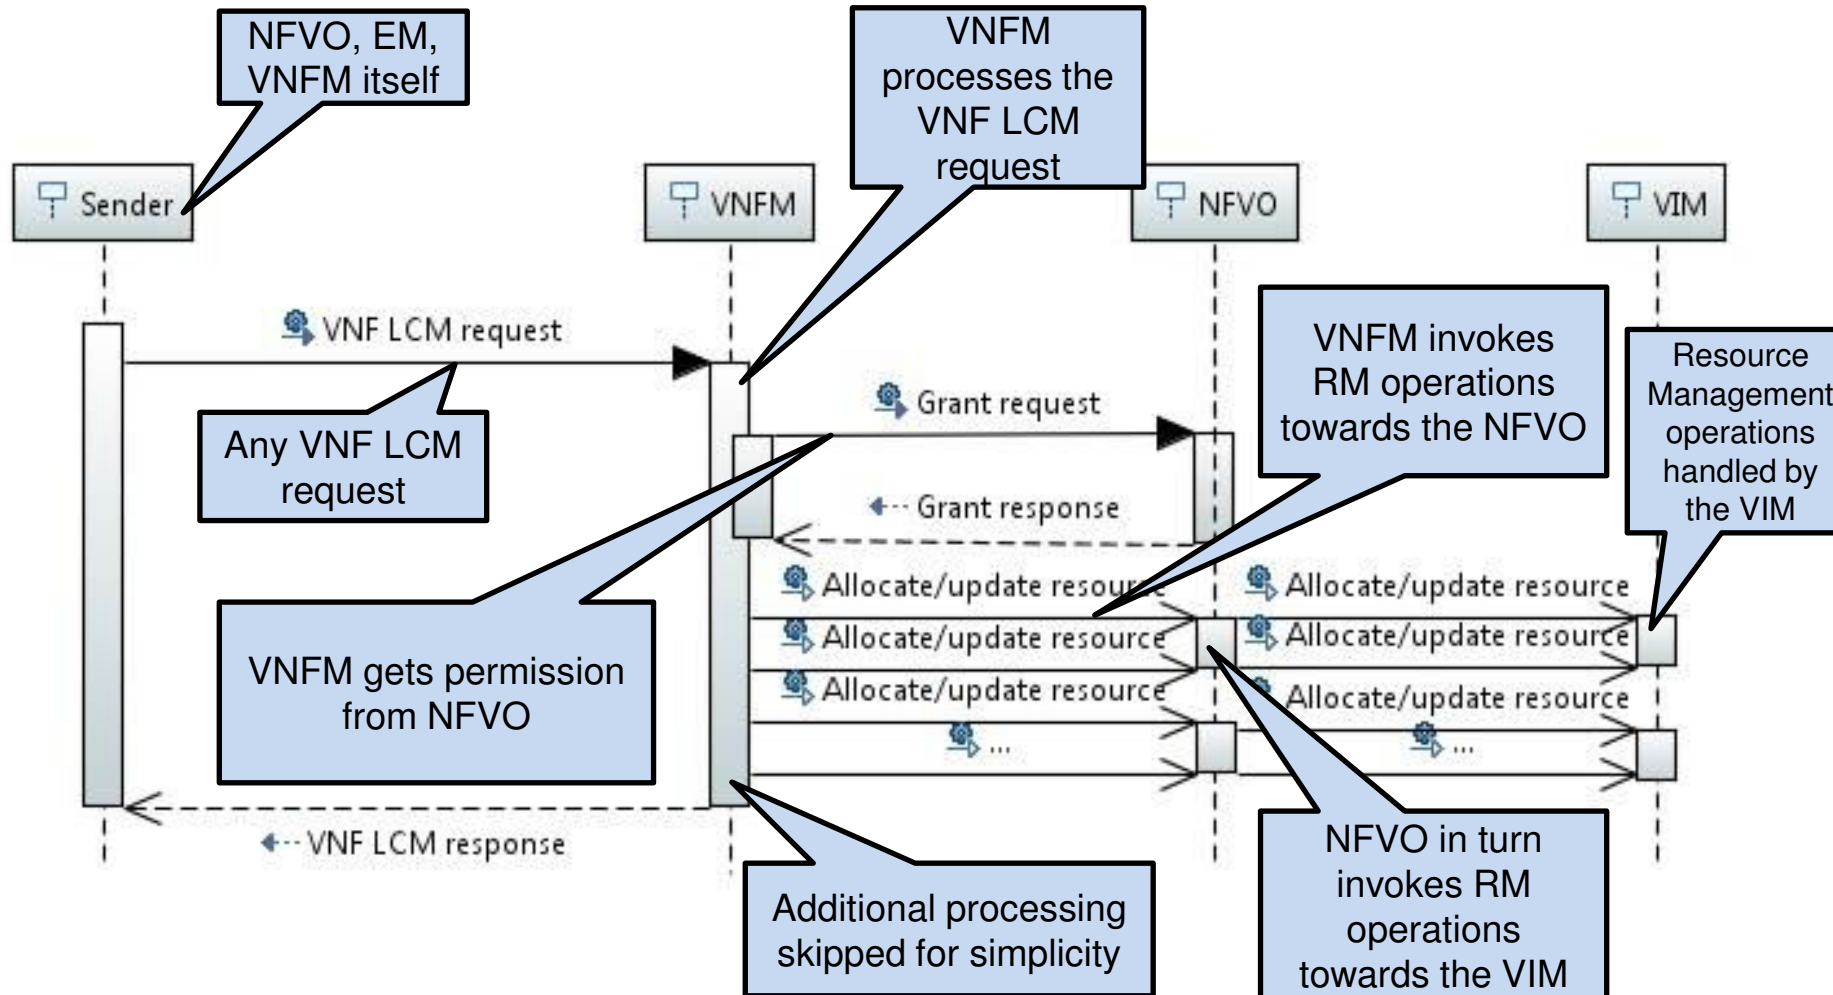 NFVO, EM,
VNFM itself
VNFM
processes the
VNF LCM
request
Sender
VNFM
NFVO
VIM
VNF LCM request
Any VNF LCM
request
Grant request
VNFM invokes
RM operations
towards the NFVO
Resource
Management
operations
handled by
the VIM
Grant response
Allocate/update resource
Allocate/update resource
Allocate/update resource
Allocate/update resource
Allocate/update resource
Allocate/update resource
...
...
VNFM gets permission
from NFVO
VNF LCM response
Additional processing
skipped for simplicity
NFVO in turn
invokes RM
operations
towards the VIM